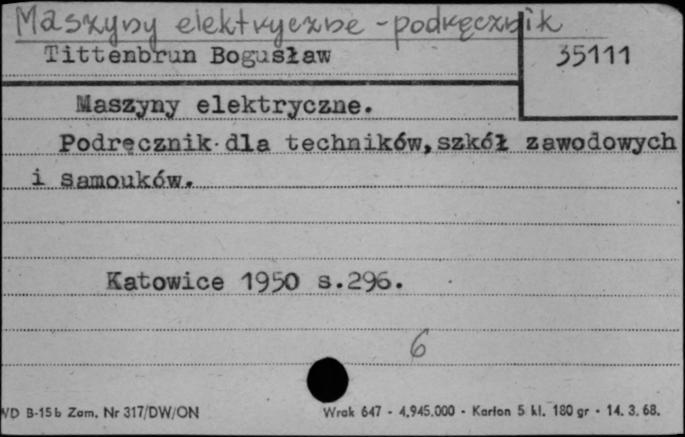 Maszyny elektryczne - podręcznik
Tittenbrun Bogusław
35111
Maszyny elektryczne.
Podręcznik dla techników, szkół zawodowych
i samouków.
Katowice 1950 s.296.
6
WD B-15b Zam. Nr 317/DW/ON
Wrak 647 - 4.945.000 - Karton 5 kl. 180 gr - 14. 3. 68.